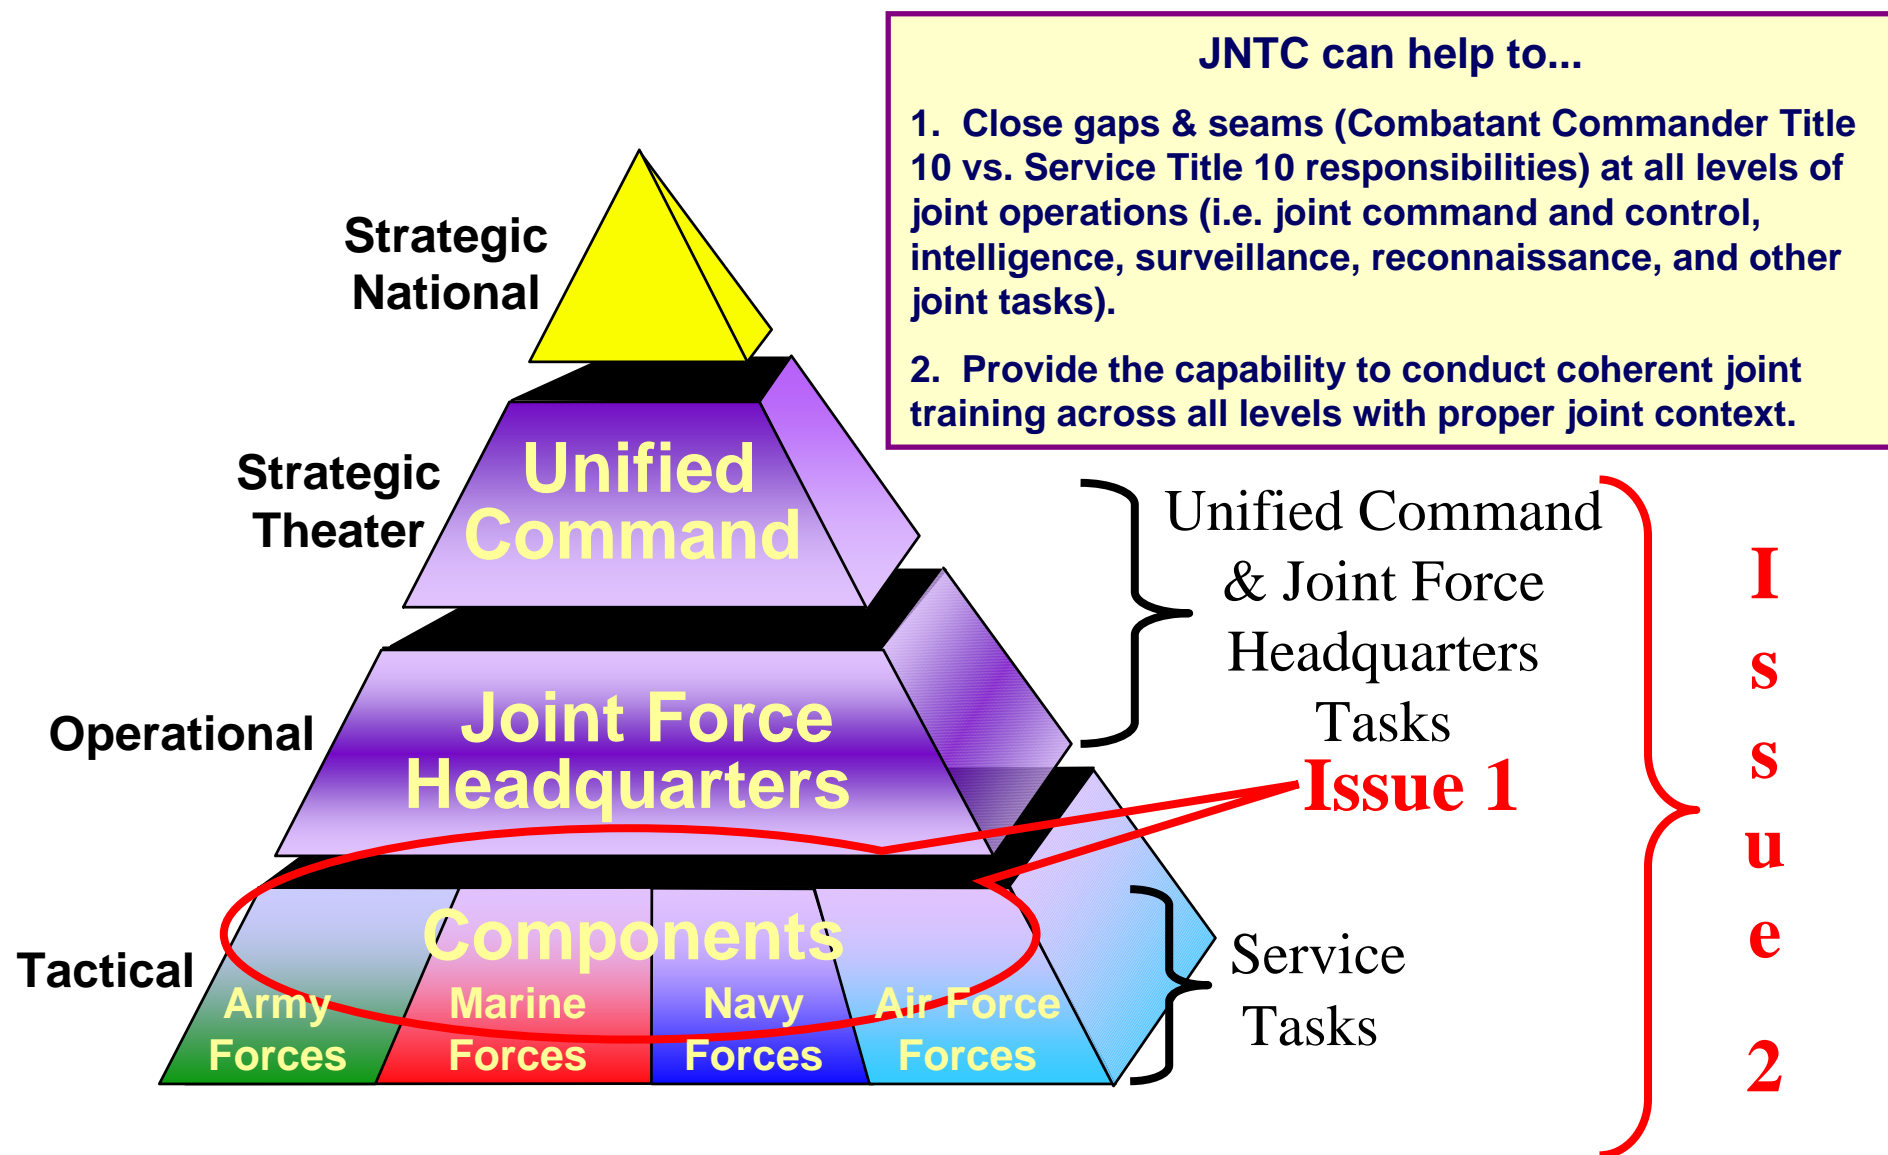 JNTC can help to...
1. Close gaps & seams (Combatant Commander Title
10 vs. Service Title 10 responsibilities) at all levels of
joint operations (i.e. joint command and control,
intelligence, surveillance, reconnaissance, and other
joint tasks).
2. Provide the capability to conduct coherent joint
training across all levels with proper joint context.
Strategic
National
Strategic
Theater
Unified
Command
Unified Command
& Joint Force
Headquarters
Tasks
Operational
Joint Force
Headquarters
Issue 1
I
s
s
u
e
2
Tactical
Components
Army
Forces
Marine
Forces
Navy
Forces
Air Force
Forces
Service
Tasks